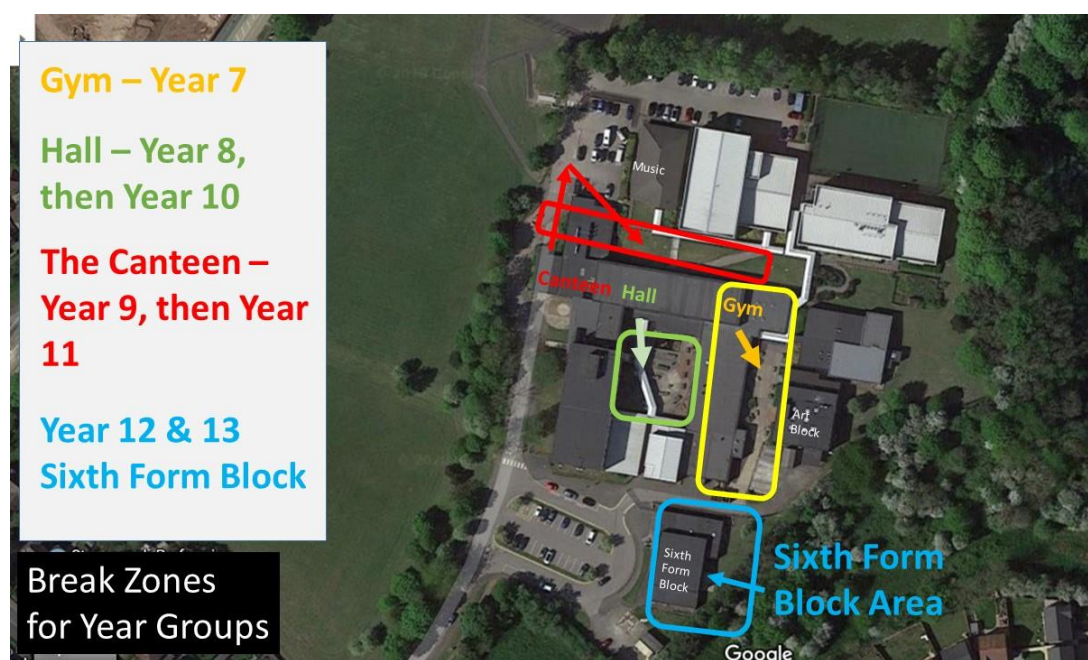 Gym – Year 7
Hall – Year 8,
then Year 10
The Canteen –
Year 9, then Year
11
Year 12 & 13
Sixth Form Block
Break Zones
for Year Groups
Music
Canteen
Hall
Gym
Art
Block
Sixth
Form
Block
Sixth Form
Block Area
Google